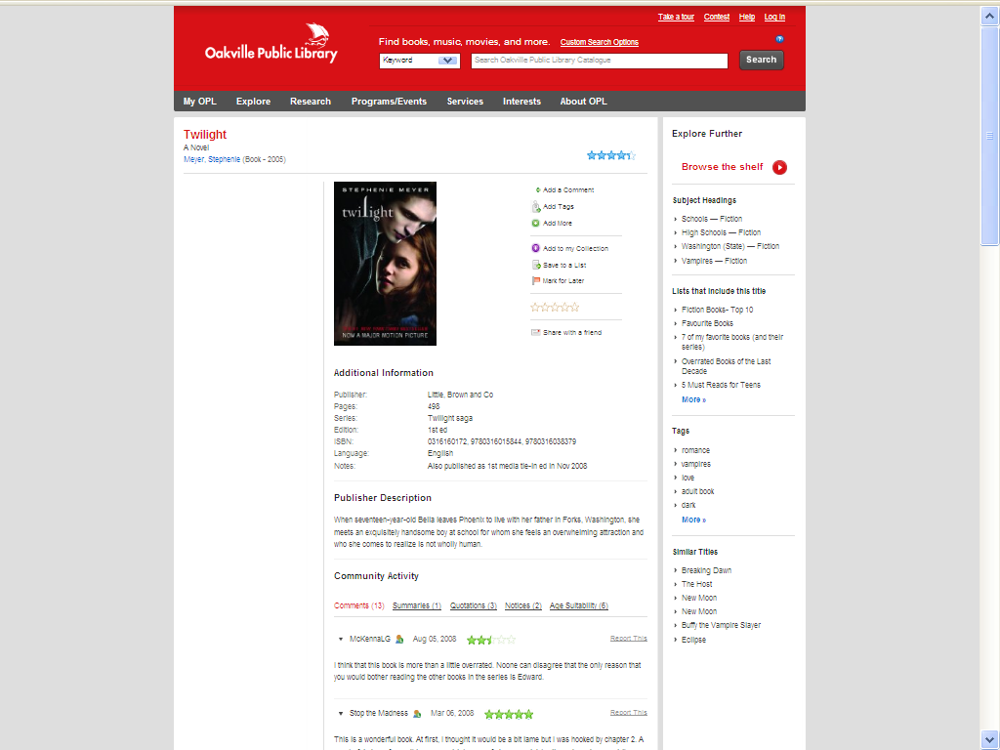 Take a tour Contest Help Log In
Oakville Public Library
Find books, music, movies, and more. Custom Search Options
Keyword Search Oakville Public Library Catalogue Search
My OPL Explore Research Programs/Events Services Interests About OPL
Twilight
A Novel
Meyer, Stephenie (Book - 2005)
STEPHENIE MEYER
twilight
NOW A MAJOR MOTION PICTURE
Add a Comment
Add Tags
Add More
Add to my Collection
Save to a List
Mark for Later
Share with a friend
Additional Information
Publisher: Little, Brown and Co
Pages: 498
Series: Twilight saga
Edition: 1st ed
ISBN: 0316160172, 9780316015844, 9780316038379
Language: English
Notes: Also published as 1st media tie-in ed in Nov 2008
Publisher Description
When seventeen-year-old Bella leaves Phoenix to live with her father in Forks, Washington, she
meets an exquisitely handsome boy at school for whom she feels an overwhelming attraction and
who she comes to realize is not wholly human.
Community Activity
Comments (13) Summaries (1) Quotations (3) Notices (2) Age Suitability (6)
McKennaLG Aug 05, 2008 Report This
I think that this book is more than a little overrated. Noone can disagree that the only reason that
you would bother reading the other books in the series is Edward.
Stop the Madness Mar 06, 2008 Report This
This is a wonderful book. At first, I thought it would be a bit lame but I was hooked by chapter 2. A
Explore Further
Browse the shelf
Subject Headings
Schools — Fiction
High Schools — Fiction
Washington (State) — Fiction
Vampires — Fiction
Lists that include this title
Fiction Books- Top 10
Favourite Books
7 of my favorite books (and their
series)
Overrated Books of the Last
Decade
5 Must Reads for Teens
More »
Tags
romance
vampires
love
adult book
dark
More »
Similar Titles
Breaking Dawn
The Host
New Moon
New Moon
Buffy the Vampire Slayer
Eclipse